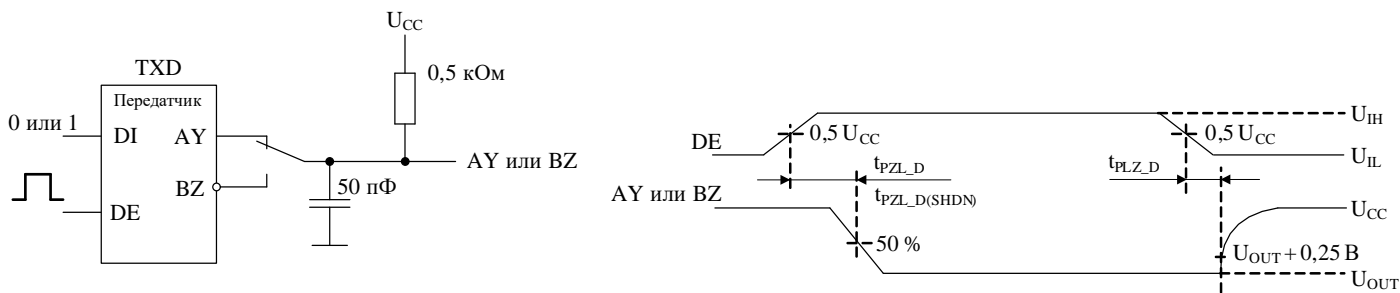 U_CC
TXD
0,5 кОм
Передатчик
0 или 1
DI
AY
AY или BZ
BZ
50 пФ
DE
DE
0,5 U_CC
0,5 U_CC
U_IH
U_IL
t_PZL_D
t_PLZ_D
AY или BZ
t_PZL_D(SHDN)
U_CC
50 %
U_OUT + 0,25 В
U_OUT